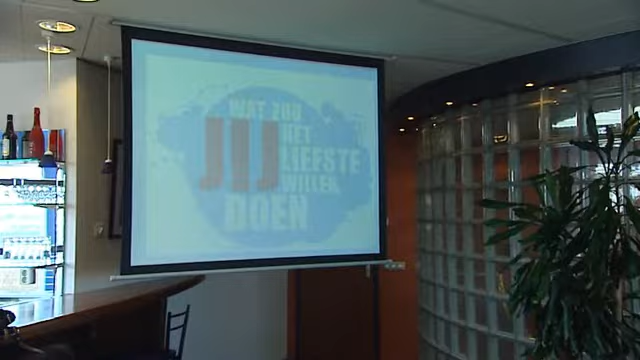 WAT ZOU
JIJ HET
LIEFSTE
WILLEN
DOEN